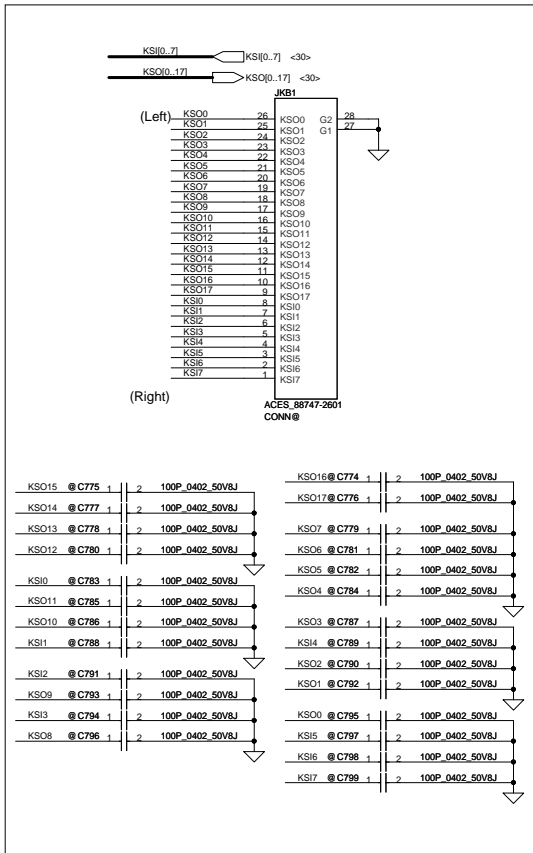 KSI[0..7] KSI[0..7] <30>
KSO[0..17] KSO[0..17] <30>
JKB1
(Left) KSO0 26 KSO0 G2 28
KSO1 25 KSO1 G1 27
KSO2 24 KSO2
KSO3 23 KSO3
KSO4 22 KSO4
KSO5 21 KSO5
KSO6 20 KSO6
KSO7 19 KSO7
KSO8 18 KSO8
KSO9 17 KSO9
KSO10 16 KSO10
KSO11 15 KSO11
KSO12 14 KSO12
KSO13 13 KSO13
KSO14 12 KSO14
KSO15 11 KSO15
KSO16 10 KSO16
KSO17 9 KSO17
KSI0 8 KSI0
KSI1 7 KSI1
KSI2 6 KSI2
KSI3 5 KSI3
KSI4 4 KSI4
KSI5 3 KSI5
KSI6 2 KSI6
KSI7 1 KSI7
(Right)
ACES_88747-2601
CONN@
KSO15 @ C775 1 2 100P_0402_50V8J
KSO14 @ C777 1 2 100P_0402_50V8J
KSO13 @ C778 1 2 100P_0402_50V8J
KSO12 @ C780 1 2 100P_0402_50V8J
KSI0 @ C783 1 2 100P_0402_50V8J
KSO11 @ C785 1 2 100P_0402_50V8J
KSO10 @ C786 1 2 100P_0402_50V8J
KSI1 @ C788 1 2 100P_0402_50V8J
KSI2 @ C791 1 2 100P_0402_50V8J
KSO9 @ C793 1 2 100P_0402_50V8J
KSI3 @ C794 1 2 100P_0402_50V8J
KSO8 @ C796 1 2 100P_0402_50V8J
KSO16 @ C774 1 2 100P_0402_50V8J
KSO17 @ C776 1 2 100P_0402_50V8J
KSO7 @ C779 1 2 100P_0402_50V8J
KSO6 @ C781 1 2 100P_0402_50V8J
KSO5 @ C782 1 2 100P_0402_50V8J
KSO4 @ C784 1 2 100P_0402_50V8J
KSO3 @ C787 1 2 100P_0402_50V8J
KSI4 @ C789 1 2 100P_0402_50V8J
KSO2 @ C790 1 2 100P_0402_50V8J
KSO1 @ C792 1 2 100P_0402_50V8J
KSO0 @ C795 1 2 100P_0402_50V8J
KSI5 @ C797 1 2 100P_0402_50V8J
KSI6 @ C798 1 2 100P_0402_50V8J
KSI7 @ C799 1 2 100P_0402_50V8J